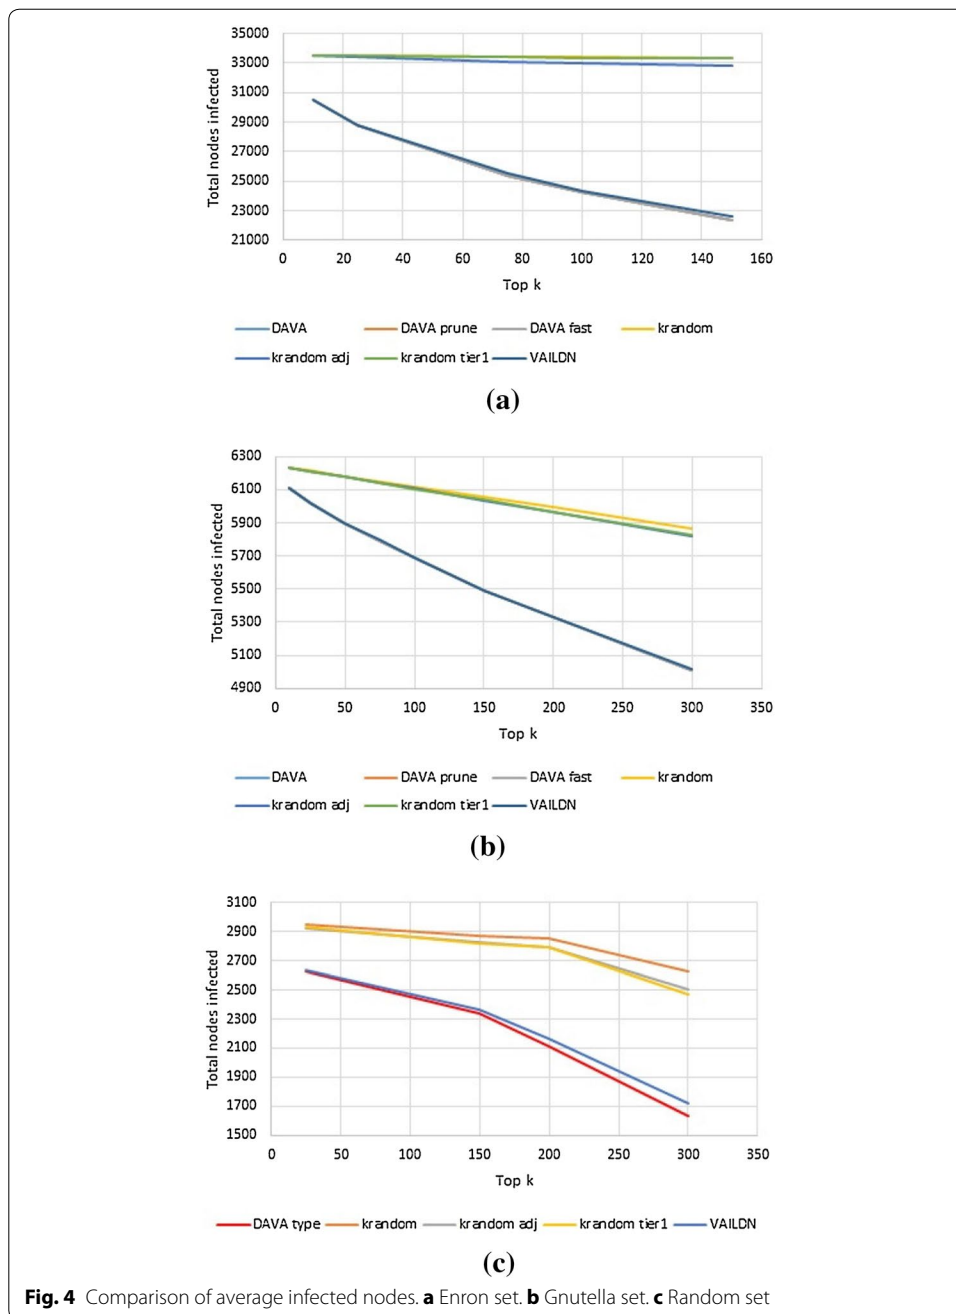 35000
33000
31000
29000
27000
25000
23000
21000
Total nodes infected
0 20 40 60 80 100 120 140 160
Top k
DAVA DAVA prune DAVA fast krandom
krandom adj krandom tier1 VAILDN
(a)
6300
6100
5900
5700
5500
5300
5100
4900
Total nodes infected
0 50 100 150 200 250 300 350
Top k
DAVA DAVA prune DAVA fast krandom
krandom adj krandom tier1 VAILDN
(b)
3100
2900
2700
2500
2300
2100
1900
1700
1500
Total nodes infected
0 50 100 150 200 250 300 350
Top k
DAVA type krandom krandom adj krandom tier1 VAILDN
(c)
Fig. 4 Comparison of average infected nodes. a Enron set. b Gnutella set. c Random set